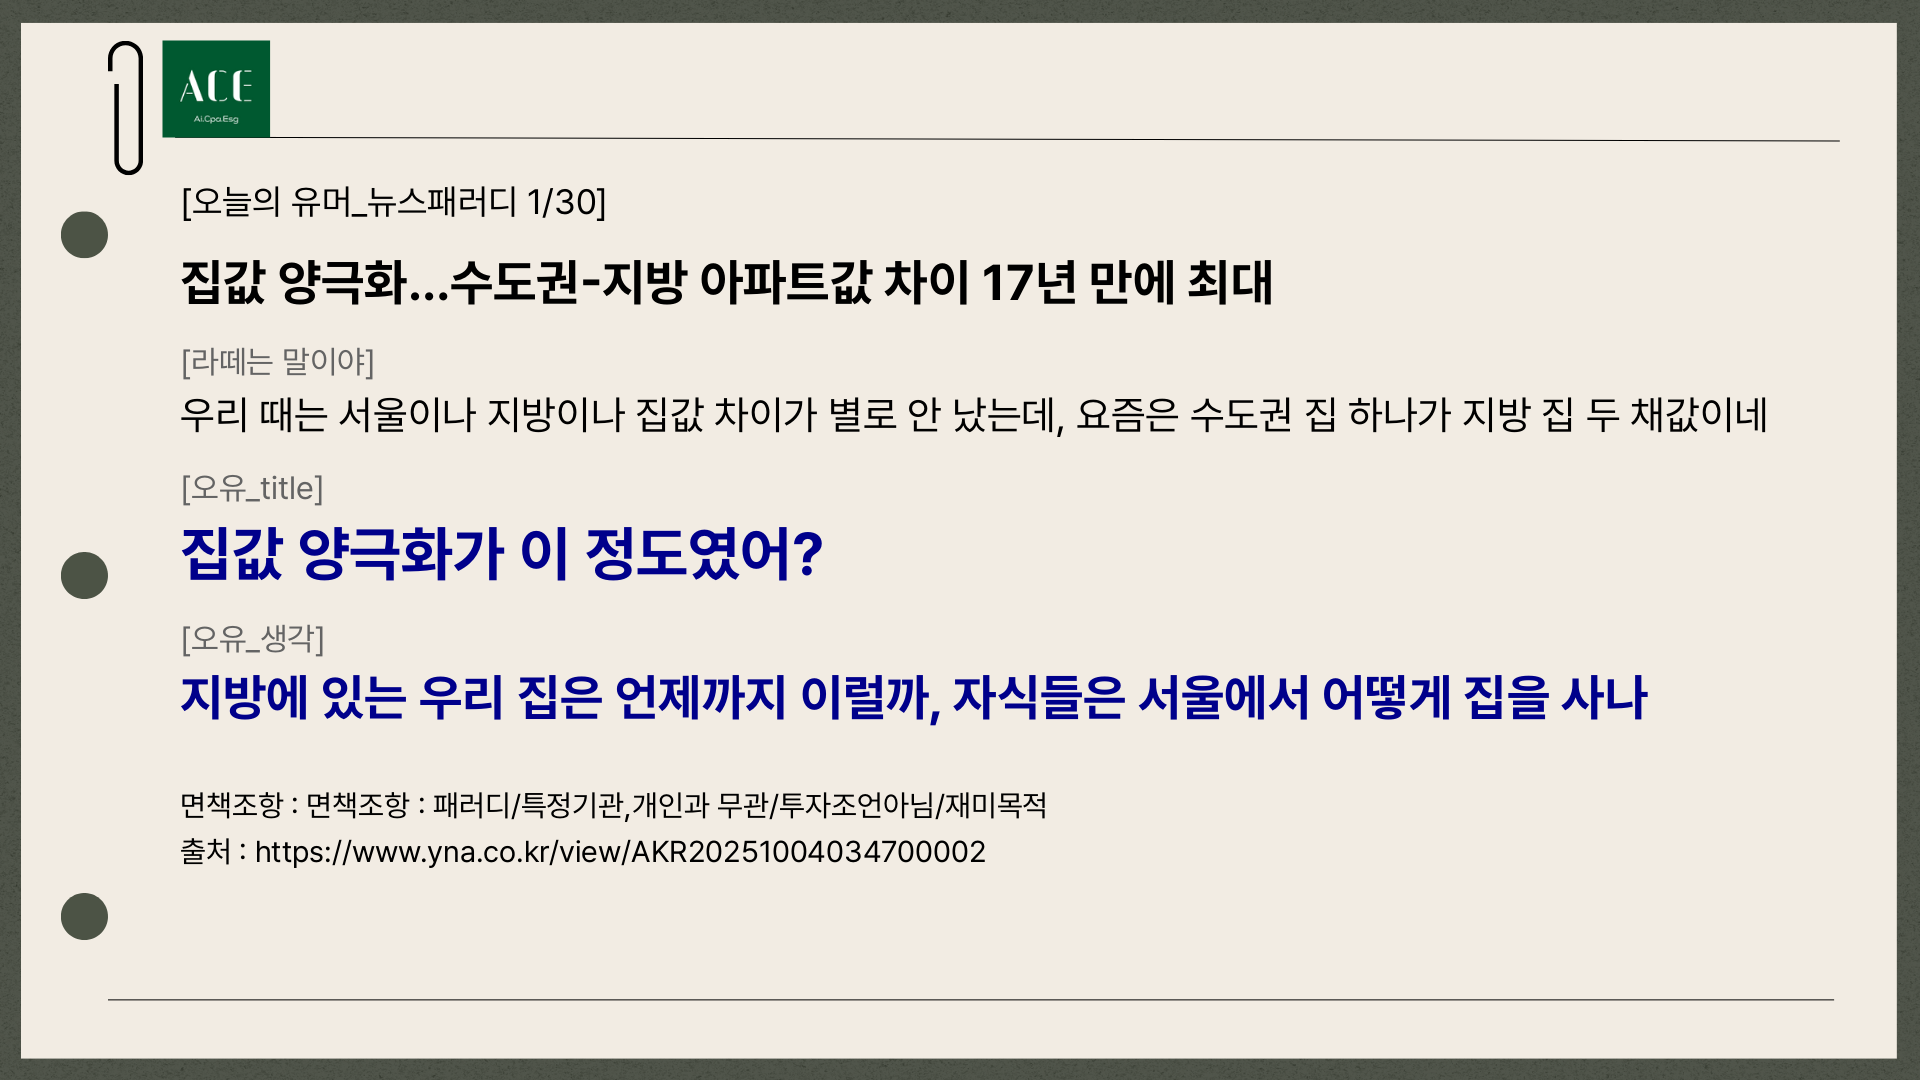 ACE
Ai.Cpa.Esg
[오늘의 유머_뉴스패러디 1/30]
집값 양극화...수도권-지방 아파트값 차이 17년 만에 최대
[라떼는 말이야]
우리 때는 서울이나 지방이나 집값 차이가 별로 안 났는데, 요즘은 수도권 집 하나가 지방 집 두 채값이네
[오유_title]
집값 양극화가 이 정도였어?
[오유_생각]
지방에 있는 우리 집은 언제까지 이럴까, 자식들은 서울에서 어떻게 집을 사나
면책조항 : 면책조항 : 패러디/특정기관,개인과 무관/투자조언아님/재미목적
출처 : https://www.yna.co.kr/view/AKR20251004034700002